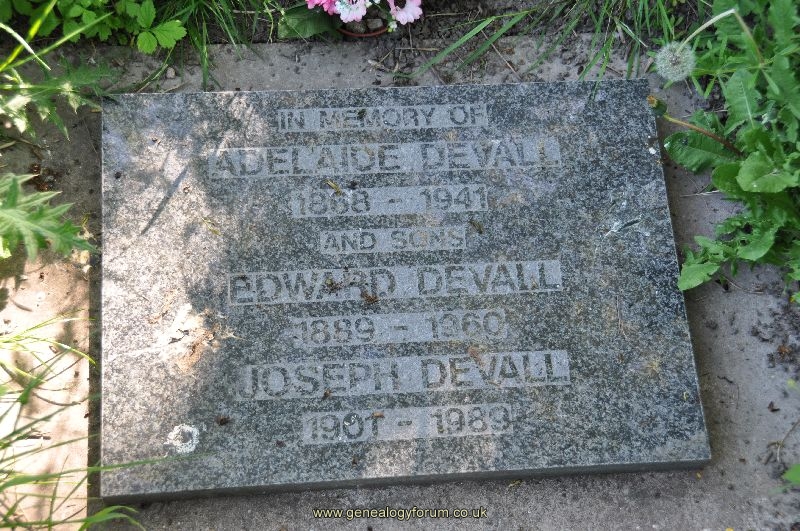 IN MEMORY OF
ADELAIDE DEVALL
1868 - 1941
AND SONS
EDWARD DEVALL
1889 - 1960
JOSEPH DEVALL
1901 - 1989
www.genealogyforum.co.uk